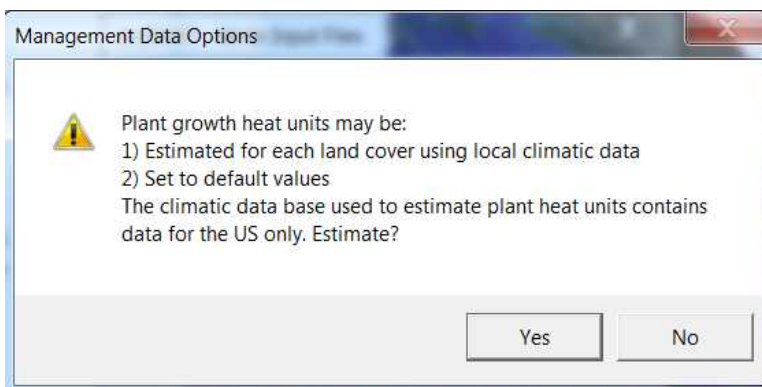 Management Data Options
Plant growth heat units may be:
1) Estimated for each land cover using local climatic data
2) Set to default values
The climatic data base used to estimate plant heat units contains
data for the US only. Estimate?
Yes No